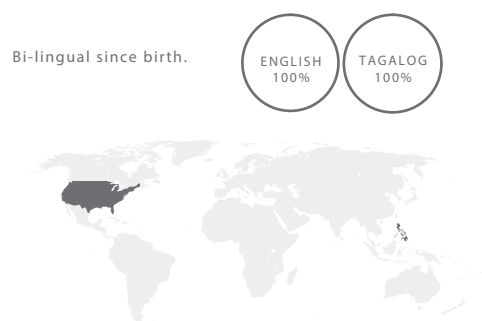 Bi-lingual since birth.
ENGLISH
100%
TAGALOG
100%